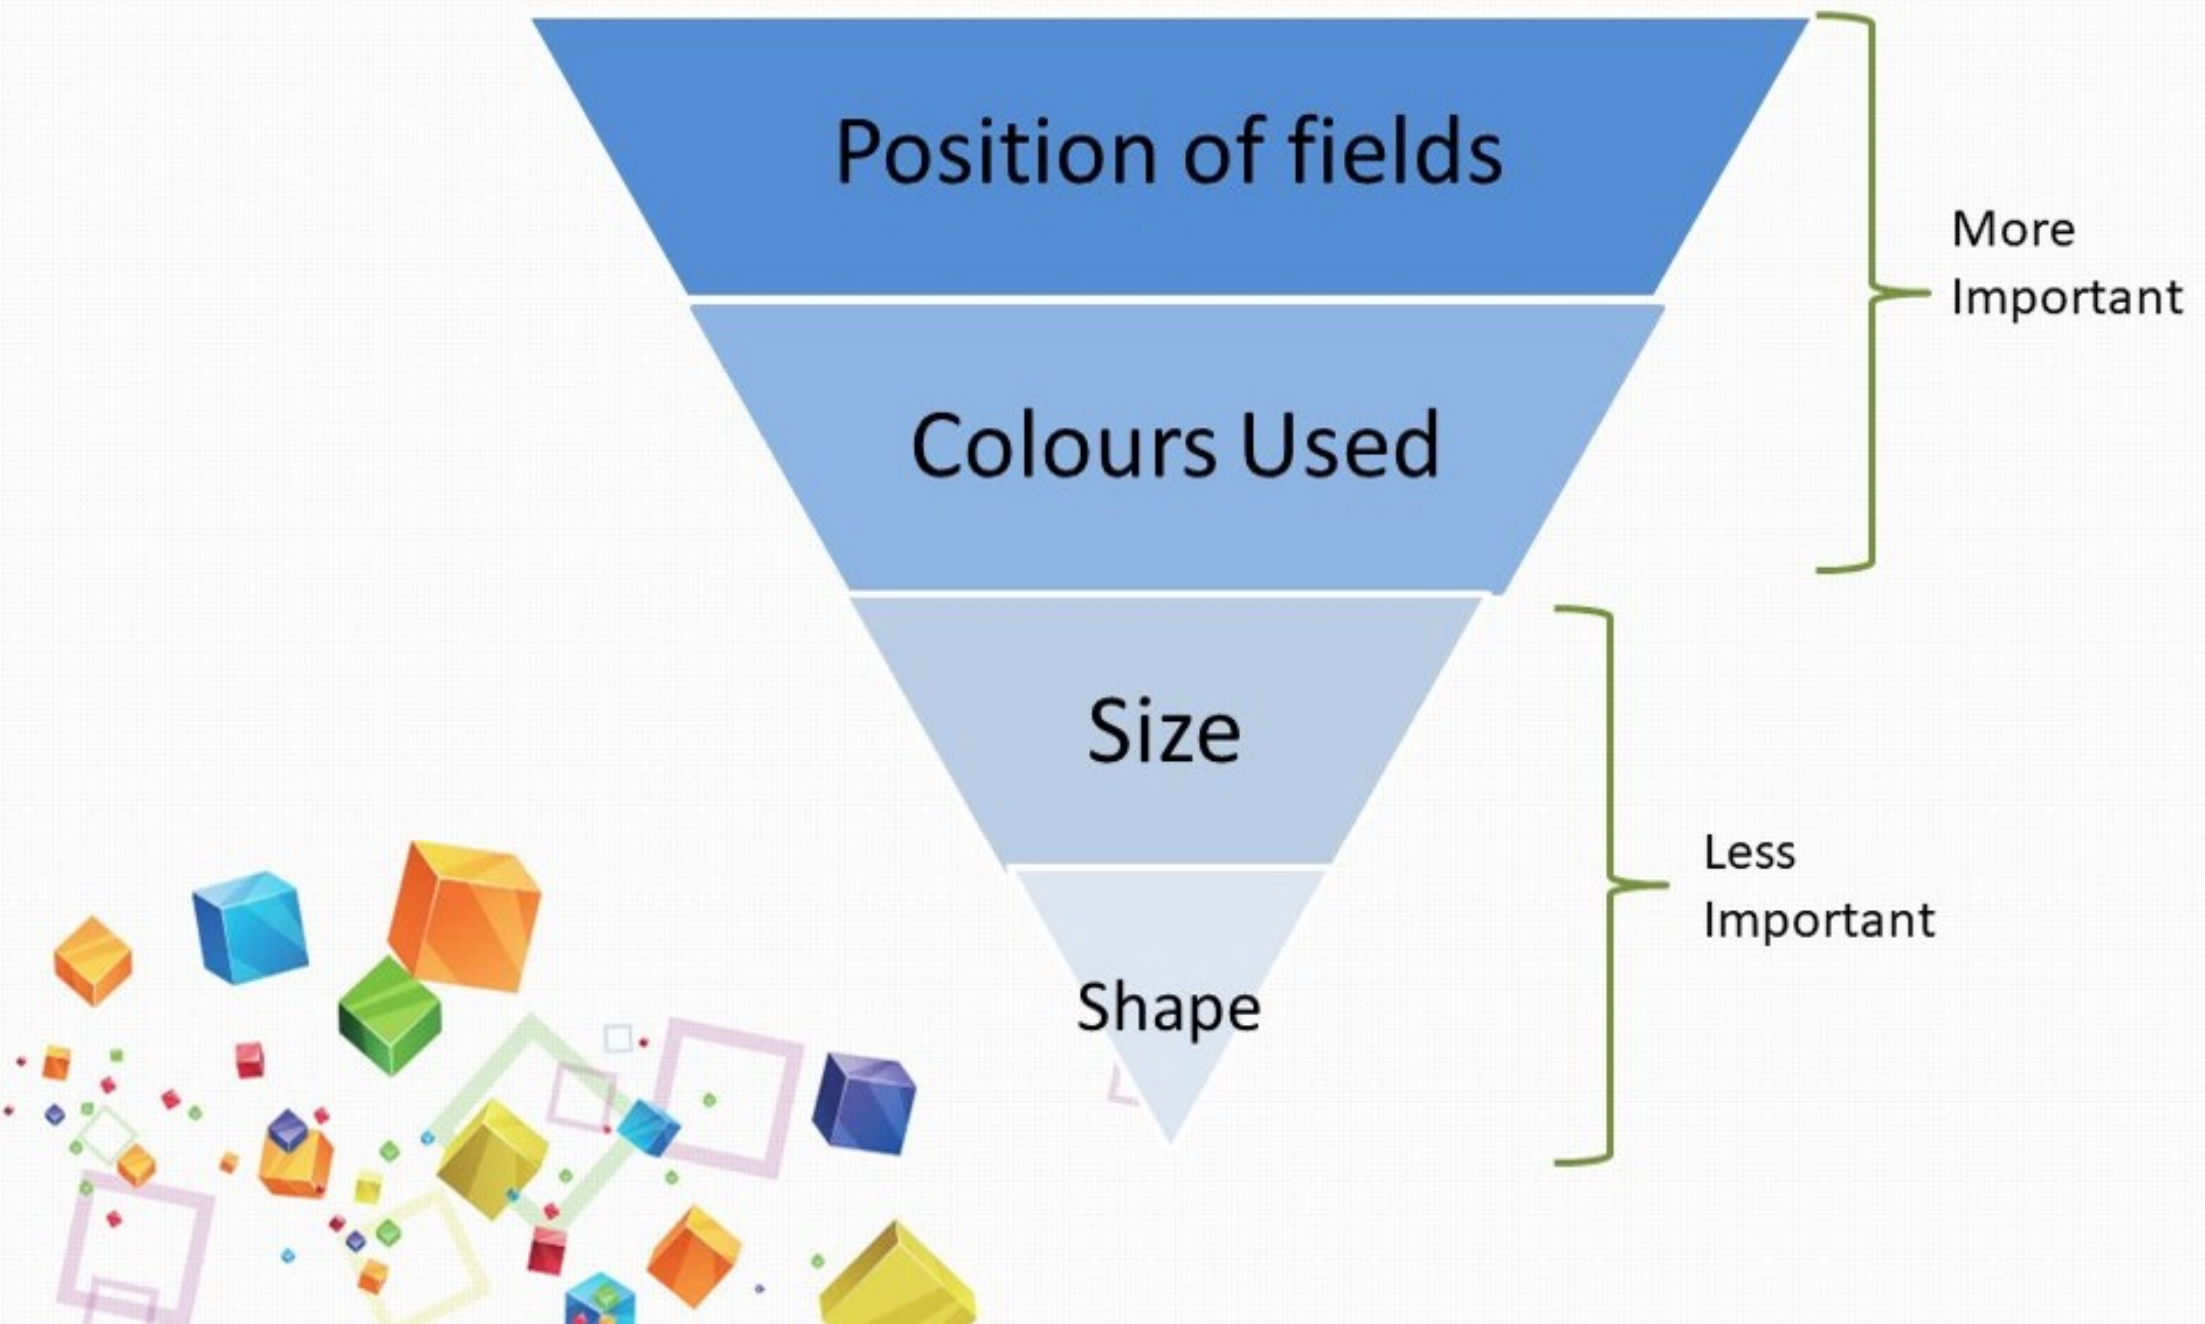 Position of fields
More
Important
Colours Used
Size
Less
Important
Shape